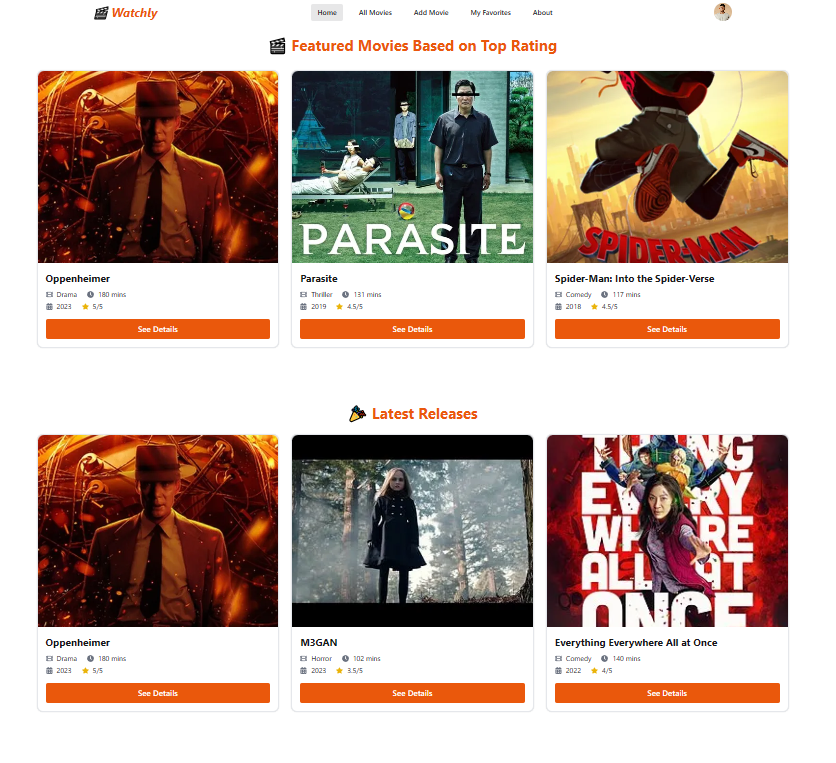 Watchly
Home All Movies Add Movie My Favorites About
Featured Movies Based on Top Rating
PARASITE
SPIDER-MAN
Oppenheimer
Drama 180 mins
2023 5/5
See Details
Parasite
Thriller 131 mins
2019 4.5/5
See Details
Spider-Man: Into the Spider-Verse
Comedy 117 mins
2018 4.5/5
See Details
Latest Releases
EVERY
WHERE
ALL AT
ONCE
Oppenheimer
Drama 180 mins
2023 5/5
See Details
M3GAN
Horror 102 mins
2023 3.5/5
See Details
Everything Everywhere All at Once
Comedy 140 mins
2022 4/5
See Details